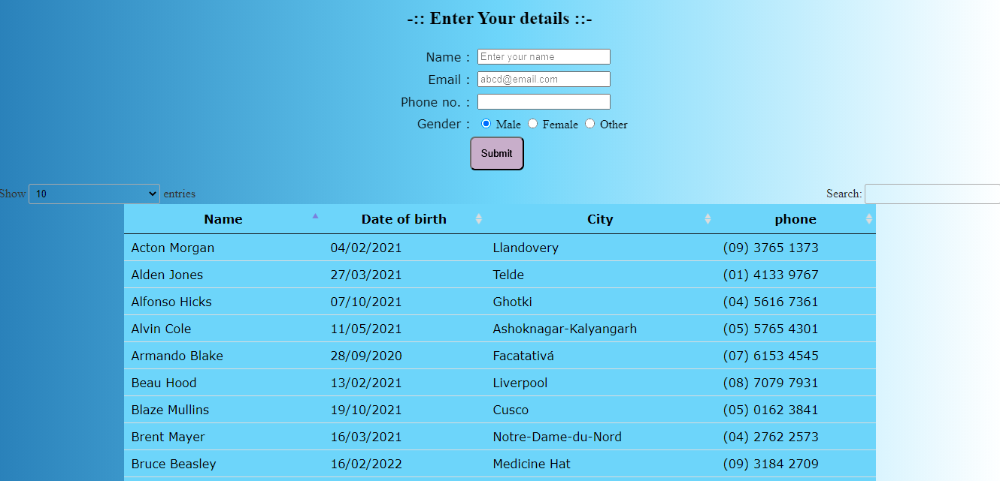 -:: Enter Your details ::-
Name : Enter your name
Email : abcd@email.com
Phone no. :
Gender : Male Female Other
Submit
Show 10 entries Search:
Name Date of birth City phone
Acton Morgan 04/02/2021 Llandovery (09) 3765 1373
Alden Jones 27/03/2021 Telde (01) 4133 9767
Alfonso Hicks 07/10/2021 Ghotki (04) 5616 7361
Alvin Cole 11/05/2021 Ashoknagar-Kalyangarh (05) 5765 4301
Armando Blake 28/09/2020 Facatativá (07) 6153 4545
Beau Hood 13/02/2021 Liverpool (08) 7079 7931
Blaze Mullins 19/10/2021 Cusco (05) 0162 3841
Brent Mayer 16/03/2021 Notre-Dame-du-Nord (04) 2762 2573
Bruce Beasley 16/02/2022 Medicine Hat (09) 3184 2709